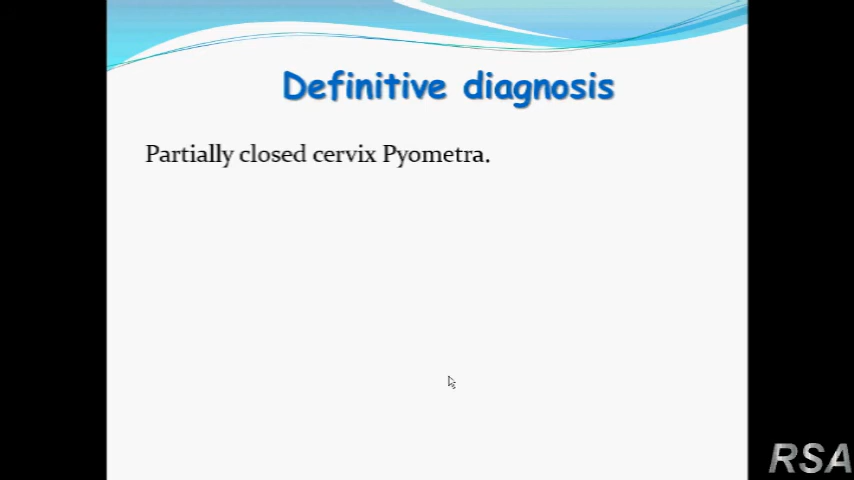 Definitive diagnosis
Partially closed cervix Pyometra.
RSA